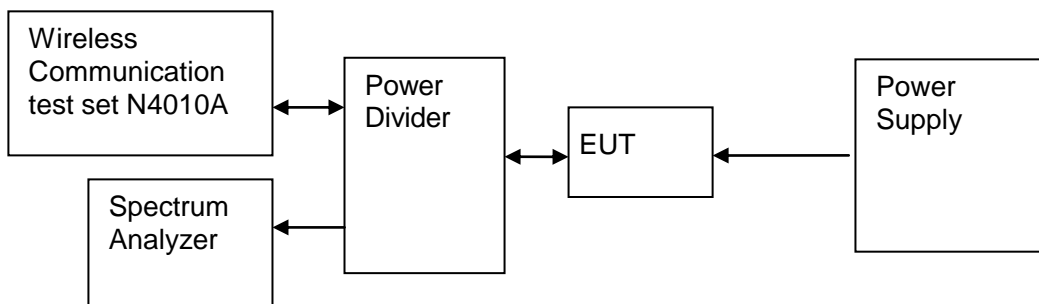 Wireless
Communication
test set N4010A
Power
Divider
EUT
Power
Supply
Spectrum
Analyzer